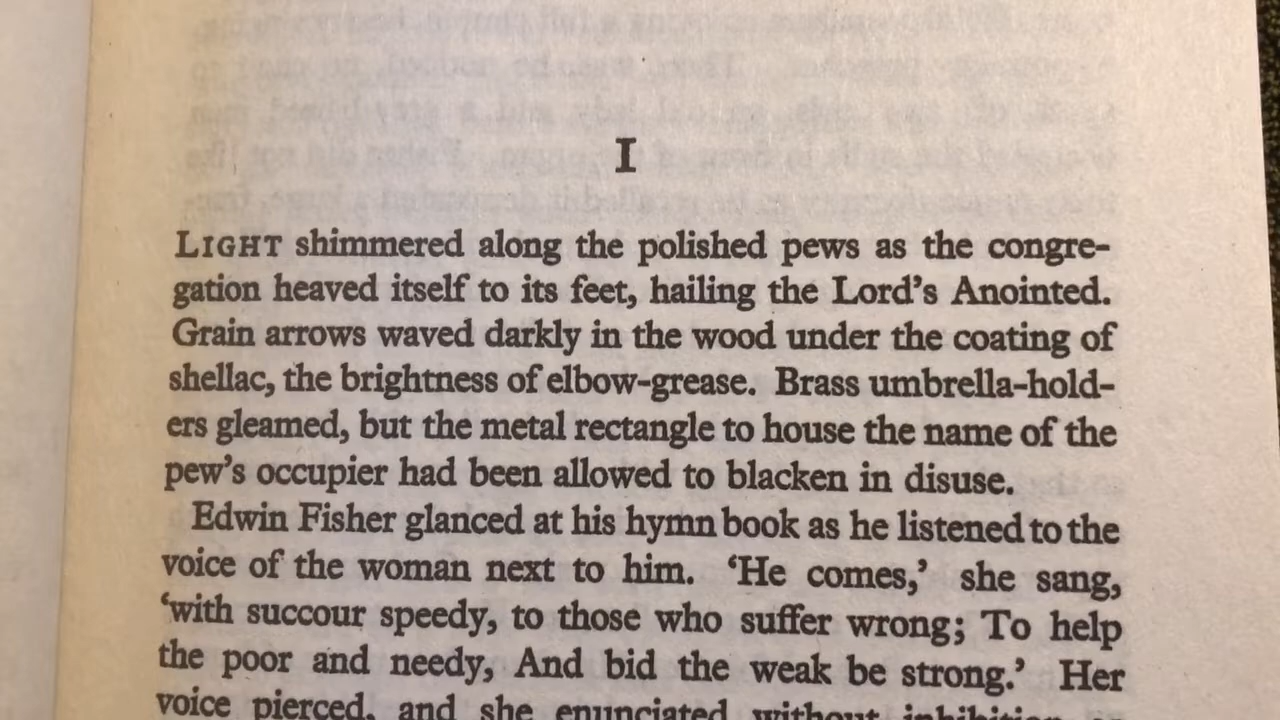 I
LIGHT shimmered along the polished pews as the congre-
gation heaved itself to its feet, hailing the Lord's Anointed.
Grain arrows waved darkly in the wood under the coating of
shellac, the brightness of elbow-grease. Brass umbrella-hold-
ers gleamed, but the metal rectangle to house the name of the
pew's occupier had been allowed to blacken in disuse.
Edwin Fisher glanced at his hymn book as he listened to the
voice of the woman next to him. ‘He comes,’ she sang,
‘with succour speedy, to those who suffer wrong; To help
the poor and needy, And bid the weak be strong.’ Her
voice pierced, and she enunciated without inhibition